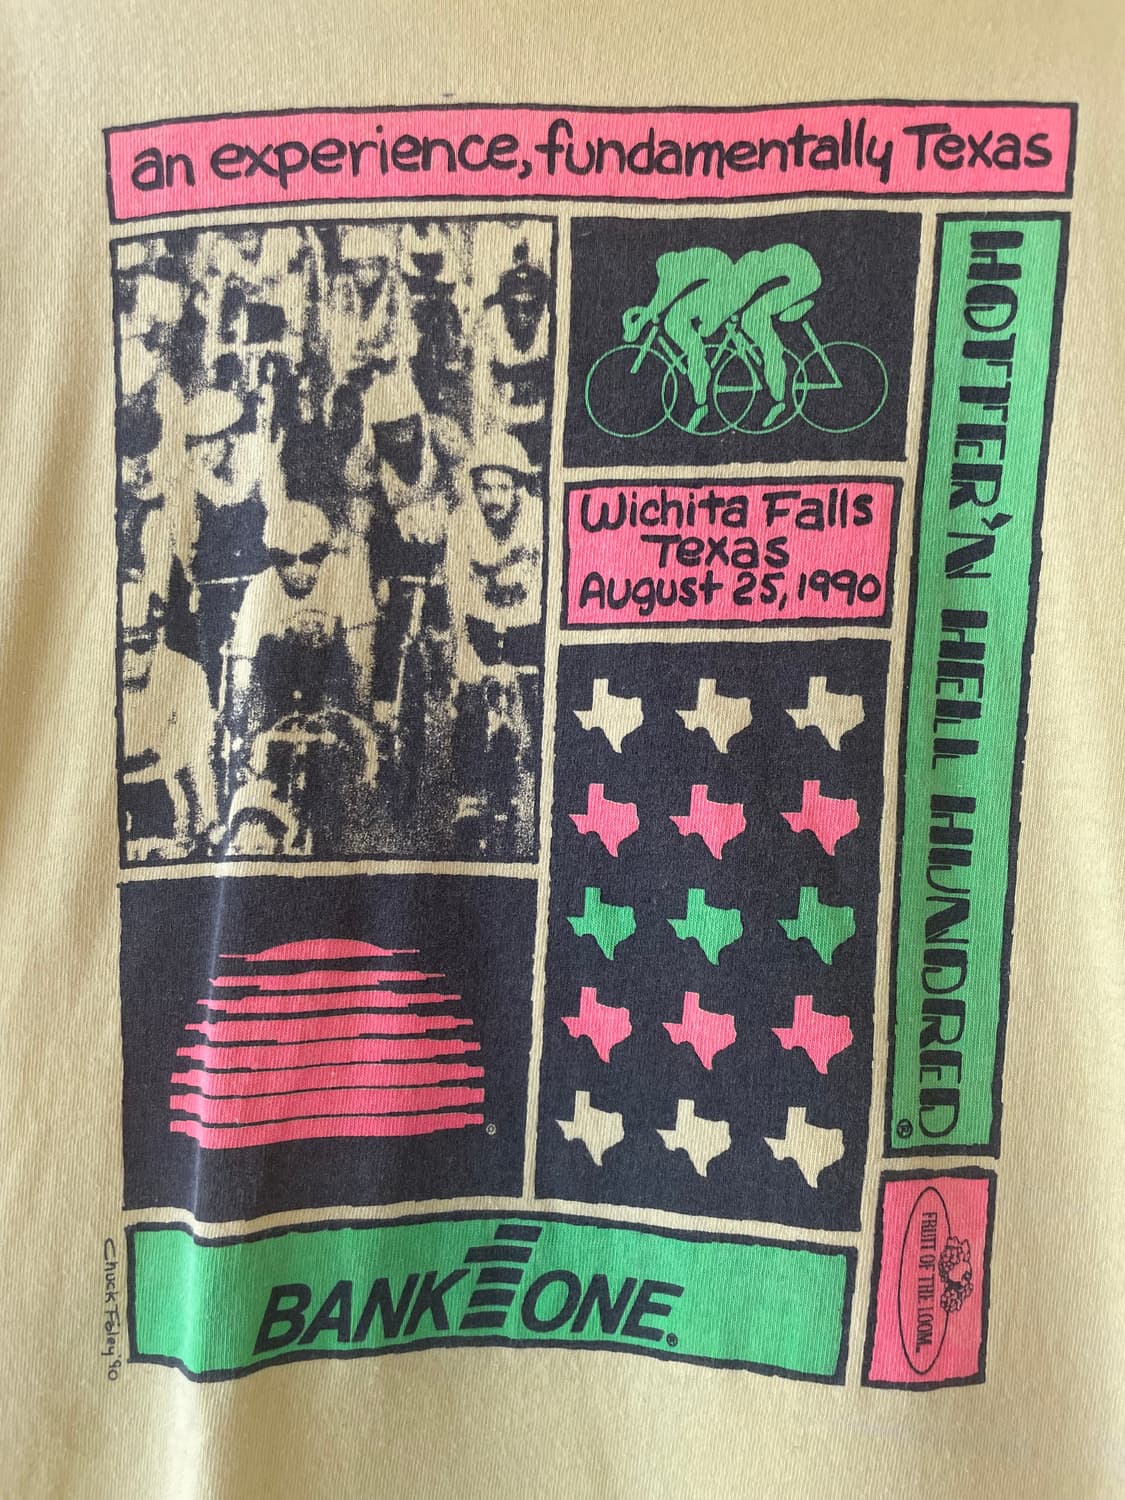 an experience, fundamentally Texas
HOTTER'N HELL HUNDRED®
Wichita Falls
Texas
August 25, 1990
®
BANK ONE®
FRUIT OF THE LOOM™
Chuck Foley '90